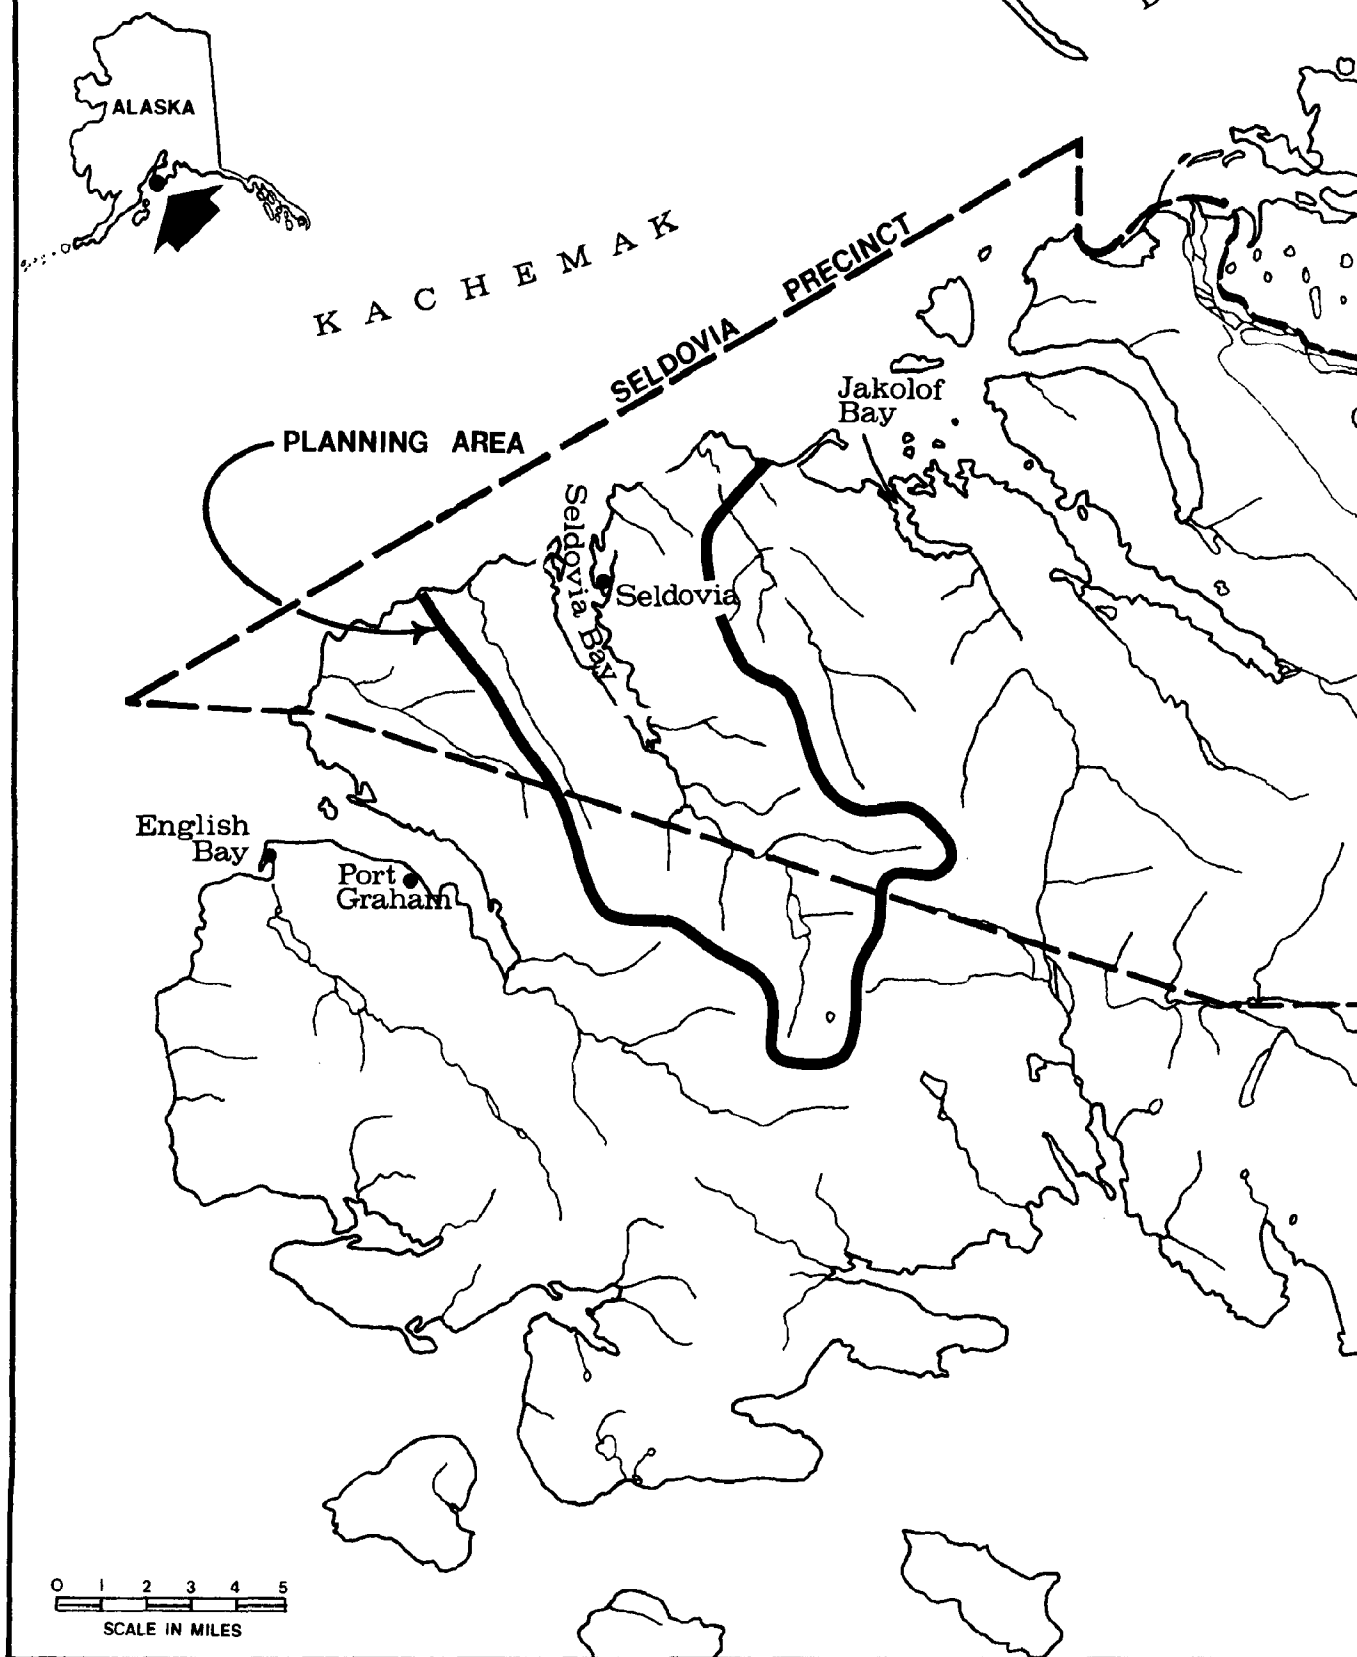 ALASKA
KACHEMAK
SELDOVIA PRECINCT
Jakolof
Bay
PLANNING AREA
Seldovia Bay
Seldovia
English
Bay
Port
Graham
0 1 2 3 4 5
SCALE IN MILES